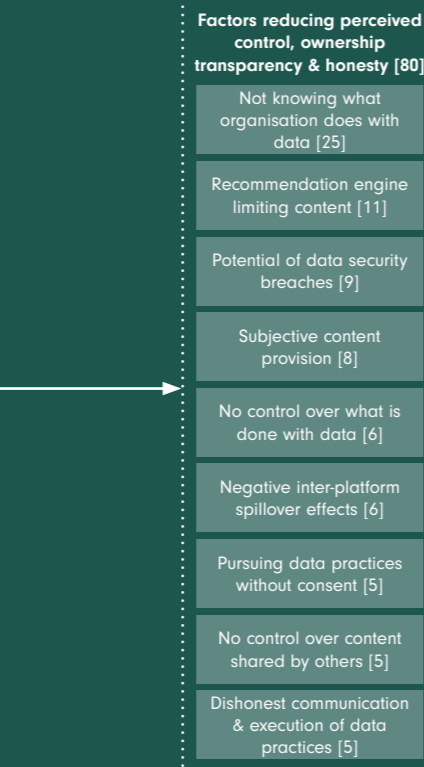 Factors reducing perceived
control, ownership
transparency & honesty [80]
Not knowing what
organisation does with
data [25]
Recommendation engine
limiting content [11]
Potential of data security
breaches [9]
Subjective content
provision [8]
No control over what is
done with data [6]
Negative inter-platform
spillover effects [6]
Pursuing data practices
without consent [5]
No control over content
shared by others [5]
Dishonest communication
& execution of data
practices [5]